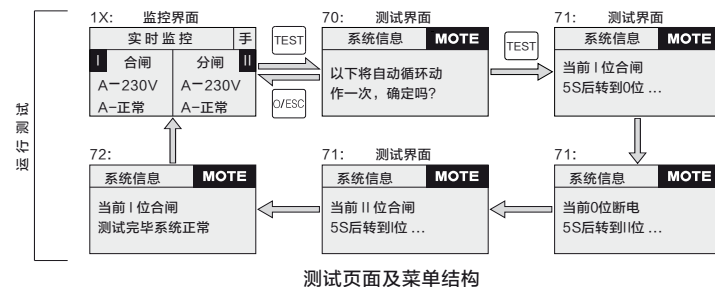 运行测试
1X: 监控界面
实时监控 手
I 合闸 分闸 II
A－230V A－230V
A－正常 A－正常
TEST
O/ESC
70: 测试界面
系统信息 MOTE
以下将自动循环动
作一次，确定吗？
TEST
71: 测试界面
系统信息 MOTE
当前 I 位合闸
5S后转到0位 ...
71:
系统信息 MOTE
当前0位断电
5S后转到II位 ...
71: 测试界面
系统信息 MOTE
当前 II 位合闸
5S后转到I位 ...
72:
系统信息 MOTE
当前 I 位合闸
测试完毕系统正常
测试页面及菜单结构